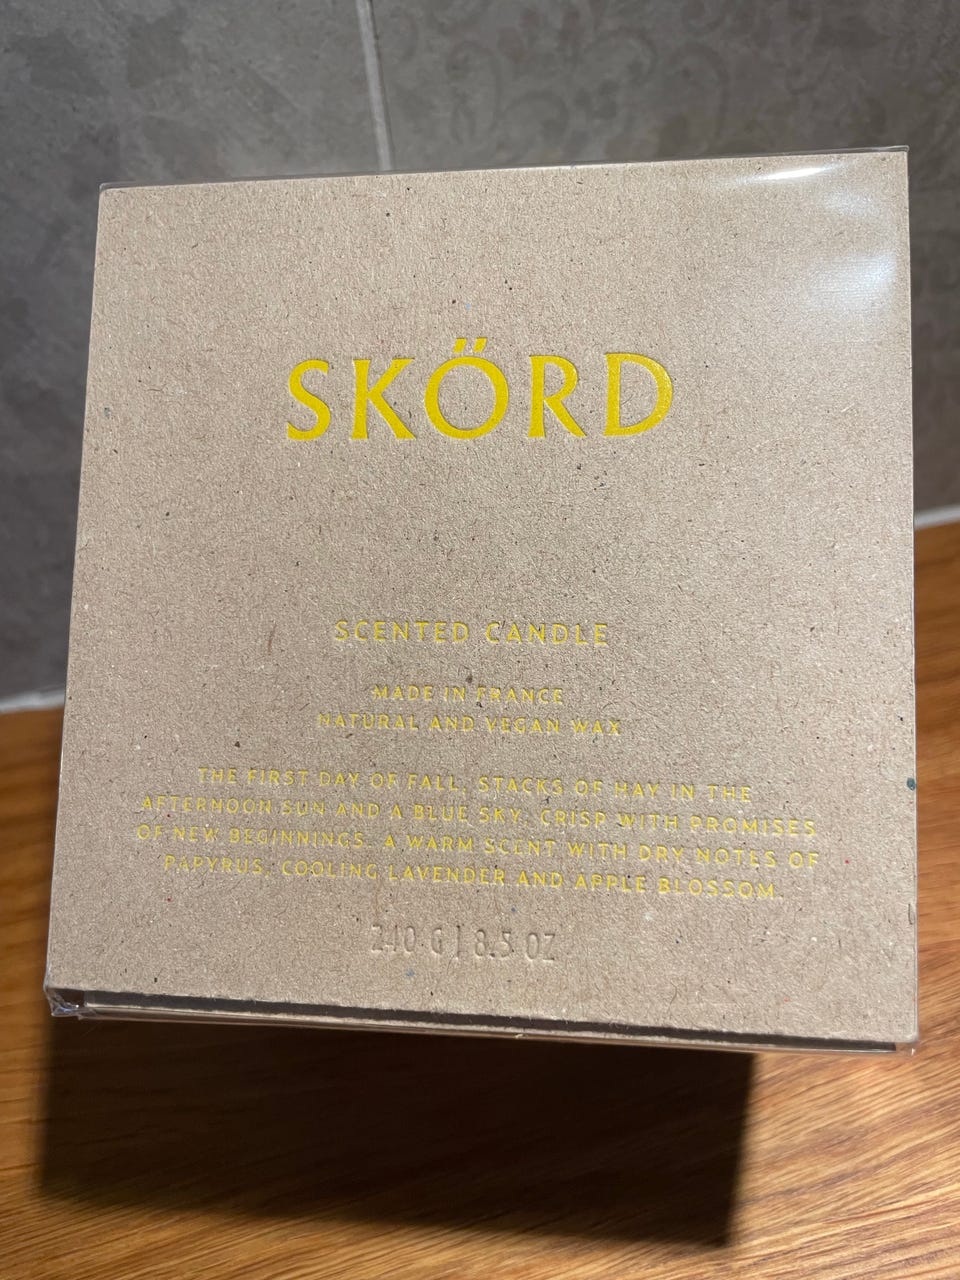 SKÖRD
SCENTED CANDLE
MADE IN FRANCE
NATURAL AND VEGAN WAX
THE FIRST DAY OF FALL, STACKS OF HAY IN THE
AFTERNOON SUN AND A BLUE SKY, CRISP WITH PROMISES
OF NEW BEGINNINGS. A WARM SCENT WITH DRY NOTES OF
PAPYRUS, COOLING LAVENDER AND APPLE BLOSSOM.
240 G | 8.5 OZ